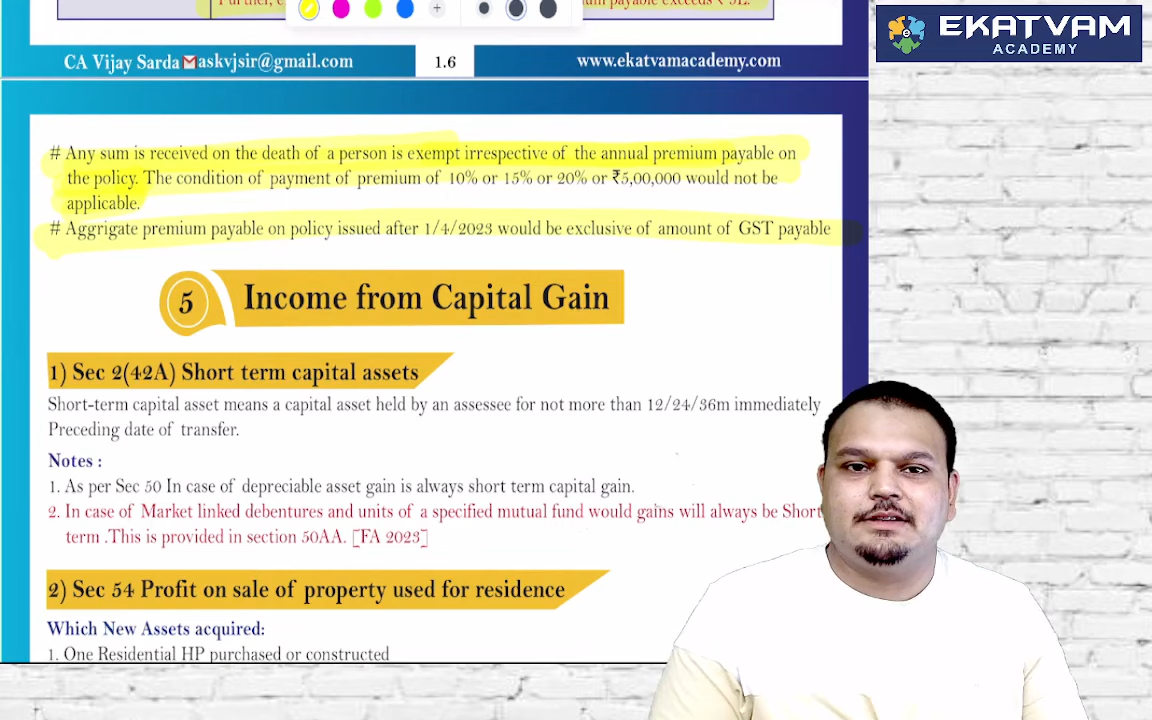 Further, e
um payable exceeds ₹ 5L.
EKATVAM
ACADEMY
CA Vijay Sarda askvjsir@gmail.com 1.6 www.ekatvamacademy.com
# Any sum is received on the death of a person is exempt irrespective of the annual premium payable on
the policy. The condition of payment of premium of 10% or 15% or 20% or ₹5,00,000 would not be
applicable.
# Aggrigate premium payable on policy issued after 1/4/2023 would be exclusive of amount of GST payable
5 Income from Capital Gain
1) Sec 2(42A) Short term capital assets
Short-term capital asset means a capital asset held by an assessee for not more than 12/24/36m immediately
Preceding date of transfer.
Notes :
1. As per Sec 50 In case of depreciable asset gain is always short term capital gain.
2. In case of Market linked debentures and units of a specified mutual fund would gains will always be Short
term .This is provided in section 50AA. [FA 2023]
2) Sec 54 Profit on sale of property used for residence
Which New Assets acquired:
1. One Residential HP purchased or constructed